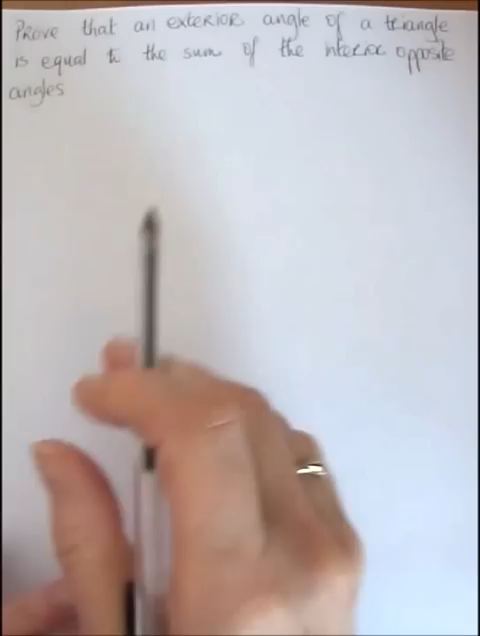 Prove that an exterior angle of a triangle
is equal to the sum of the interior opposite
angles